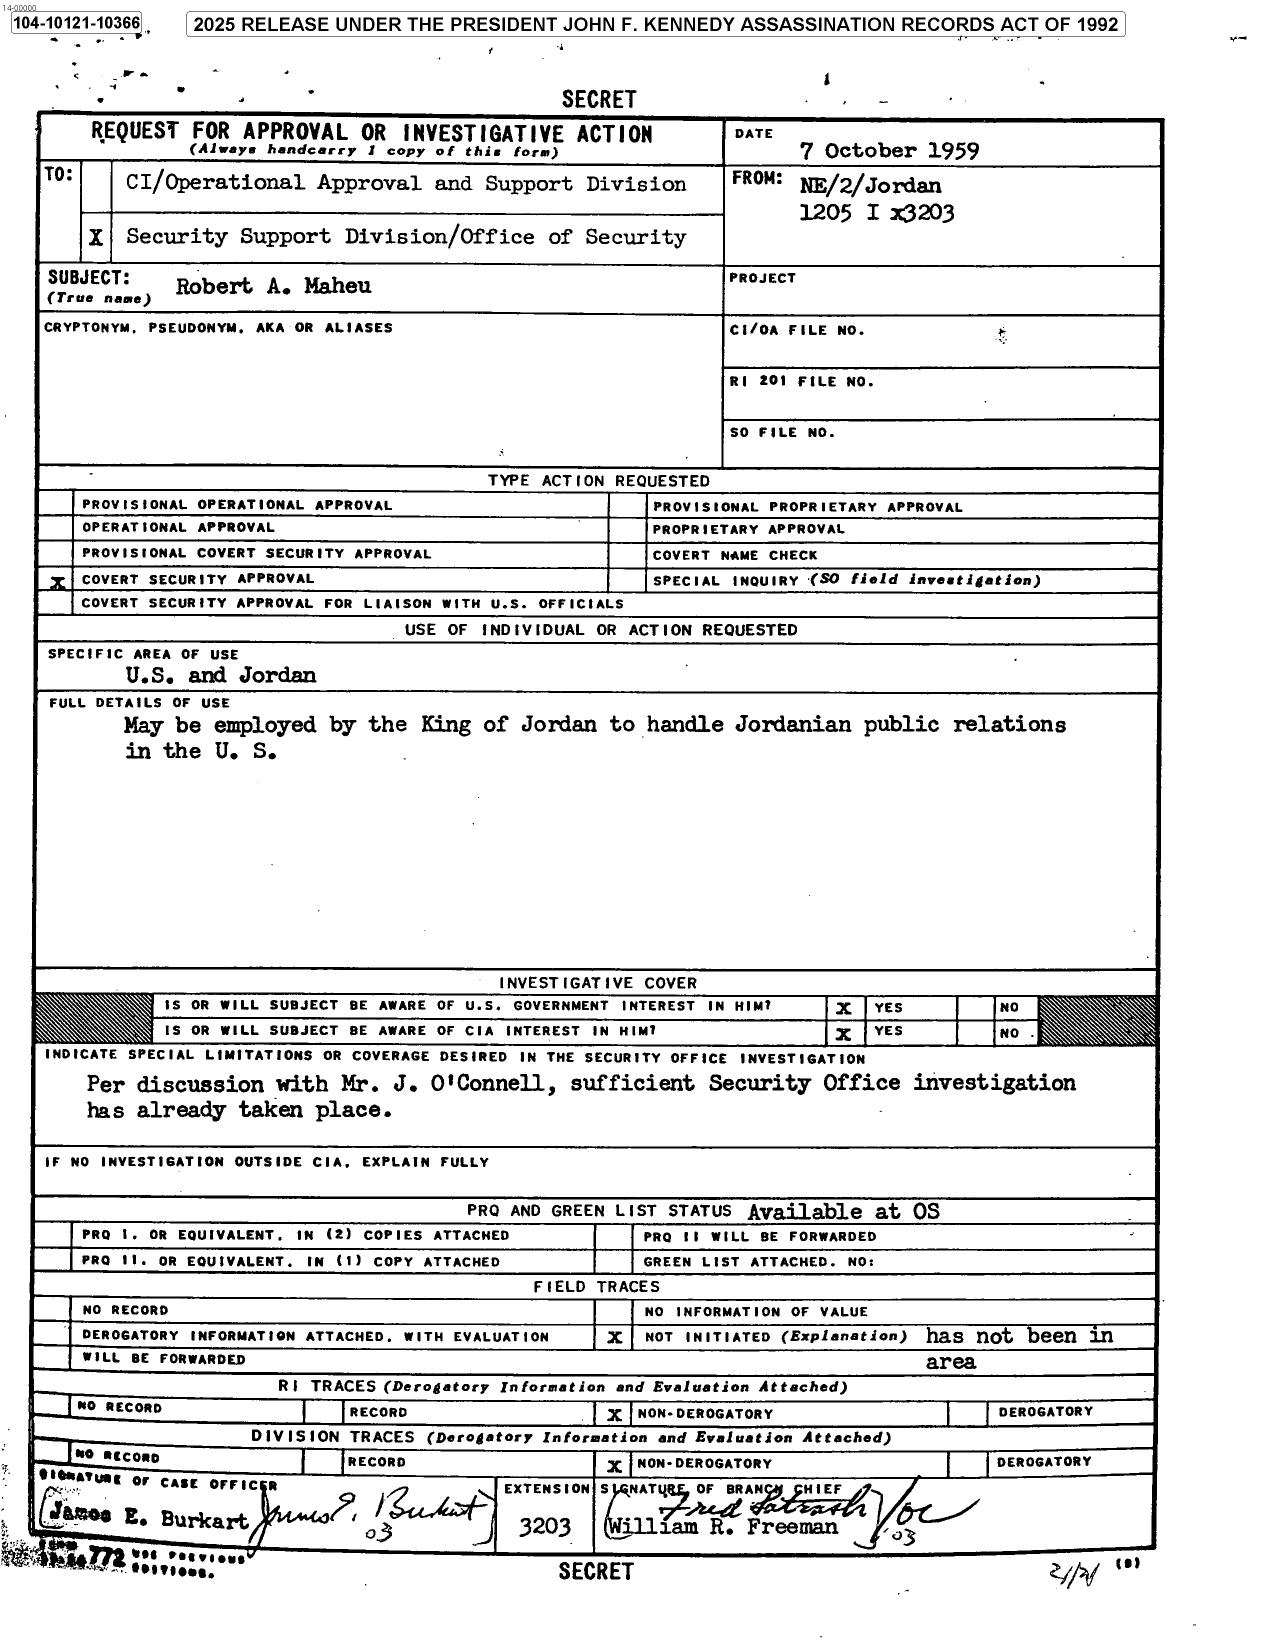 14-00000
104-10121-10366
2025 RELEASE UNDER THE PRESIDENT JOHN F. KENNEDY ASSASSINATION RECORDS ACT OF 1992
SECRET
REQUEST FOR APPROVAL OR INVESTIGATIVE ACTION
(Always handcarry 1 copy of this form)
DATE
7 October 1959
TO:
CI/Operational Approval and Support Division
X Security Support Division/Office of Security
FROM: NE/2/Jordan
1205 I x3203
SUBJECT: Robert A. Maheu
(True name)
PROJECT
CRYPTONYM, PSEUDONYM, AKA OR ALIASES
CI/OA FILE NO.
RI 201 FILE NO.
SO FILE NO.
TYPE ACTION REQUESTED
PROVISIONAL OPERATIONAL APPROVAL
PROVISIONAL PROPRIETARY APPROVAL
OPERATIONAL APPROVAL
PROPRIETARY APPROVAL
PROVISIONAL COVERT SECURITY APPROVAL
COVERT NAME CHECK
X COVERT SECURITY APPROVAL
SPECIAL INQUIRY (SO field investigation)
COVERT SECURITY APPROVAL FOR LIAISON WITH U.S. OFFICIALS
USE OF INDIVIDUAL OR ACTION REQUESTED
SPECIFIC AREA OF USE
U.S. and Jordan
FULL DETAILS OF USE
May be employed by the King of Jordan to handle Jordanian public relations
in the U. S.
INVESTIGATIVE COVER
IS OR WILL SUBJECT BE AWARE OF U.S. GOVERNMENT INTEREST IN HIM? X YES NO
IS OR WILL SUBJECT BE AWARE OF CIA INTEREST IN HIM? X YES NO
INDICATE SPECIAL LIMITATIONS OR COVERAGE DESIRED IN THE SECURITY OFFICE INVESTIGATION
Per discussion with Mr. J. O'Connell, sufficient Security Office investigation
has already taken place.
IF NO INVESTIGATION OUTSIDE CIA, EXPLAIN FULLY
PRQ AND GREEN LIST STATUS Available at OS
PRQ I, OR EQUIVALENT, IN (2) COPIES ATTACHED
PRQ II WILL BE FORWARDED
PRQ II, OR EQUIVALENT, IN (1) COPY ATTACHED
GREEN LIST ATTACHED. NO:
FIELD TRACES
NO RECORD
NO INFORMATION OF VALUE
DEROGATORY INFORMATION ATTACHED, WITH EVALUATION
X NOT INITIATED (Explanation) has not been in
WILL BE FORWARDED
area
RI TRACES (Derogatory Information and Evaluation Attached)
NO RECORD RECORD X NON-DEROGATORY DEROGATORY
DIVISION TRACES (Derogatory Information and Evaluation Attached)
NO RECORD RECORD X NON-DEROGATORY DEROGATORY
SIGNATURE OF CASE OFFICER
EXTENSION
SIGNATURE OF BRANCH CHIEF
James E. Burkart James E. Burkart
03
3203
William R. Freeman
03
FORM 772 USE PREVIOUS
EDITIONS.
SECRET
(8)